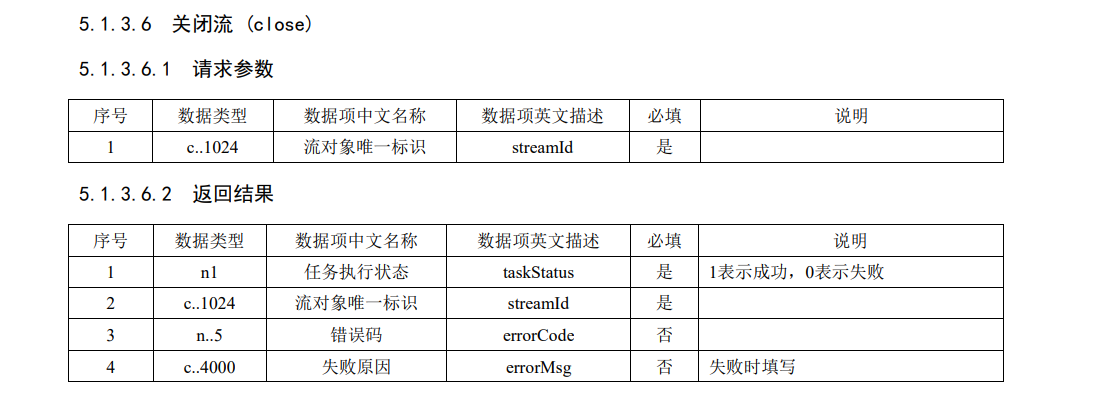 5.1.3.6 关闭流 (close)
5.1.3.6.1 请求参数
序号 数据类型 数据项中文名称 数据项英文描述 必填 说明
1 c..1024 流对象唯一标识 streamId 是
5.1.3.6.2 返回结果
序号 数据类型 数据项中文名称 数据项英文描述 必填 说明
1 n1 任务执行状态 taskStatus 是 1表示成功，0表示失败
2 c..1024 流对象唯一标识 streamId 是
3 n..5 错误码 errorCode 否
4 c..4000 失败原因 errorMsg 否 失败时填写